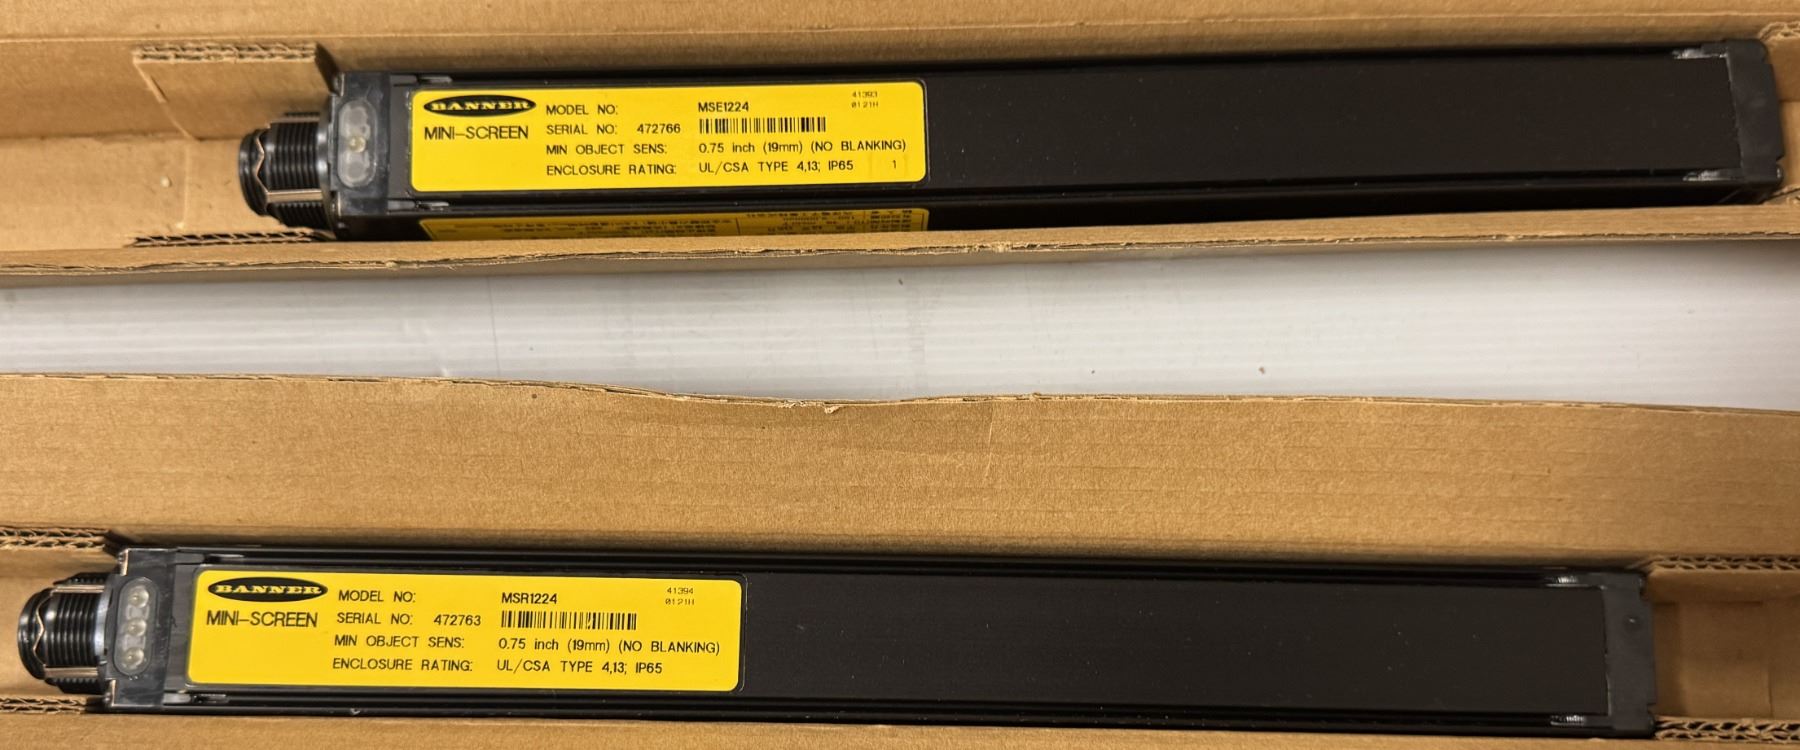 BANNER
MINI-SCREEN
MODEL NO: MSE1224
41393
0121H
SERIAL NO: 472766
MIN OBJECT SENS: 0.75 inch (19mm) (NO BLANKING)
ENCLOSURE RATING: UL/CSA TYPE 4,13; IP65 1
BANNER
MINI-SCREEN
MODEL NO: MSR1224
41394
0121H
SERIAL NO: 472763
MIN OBJECT SENS: 0.75 inch (19mm) (NO BLANKING)
ENCLOSURE RATING: UL/CSA TYPE 4,13; IP65